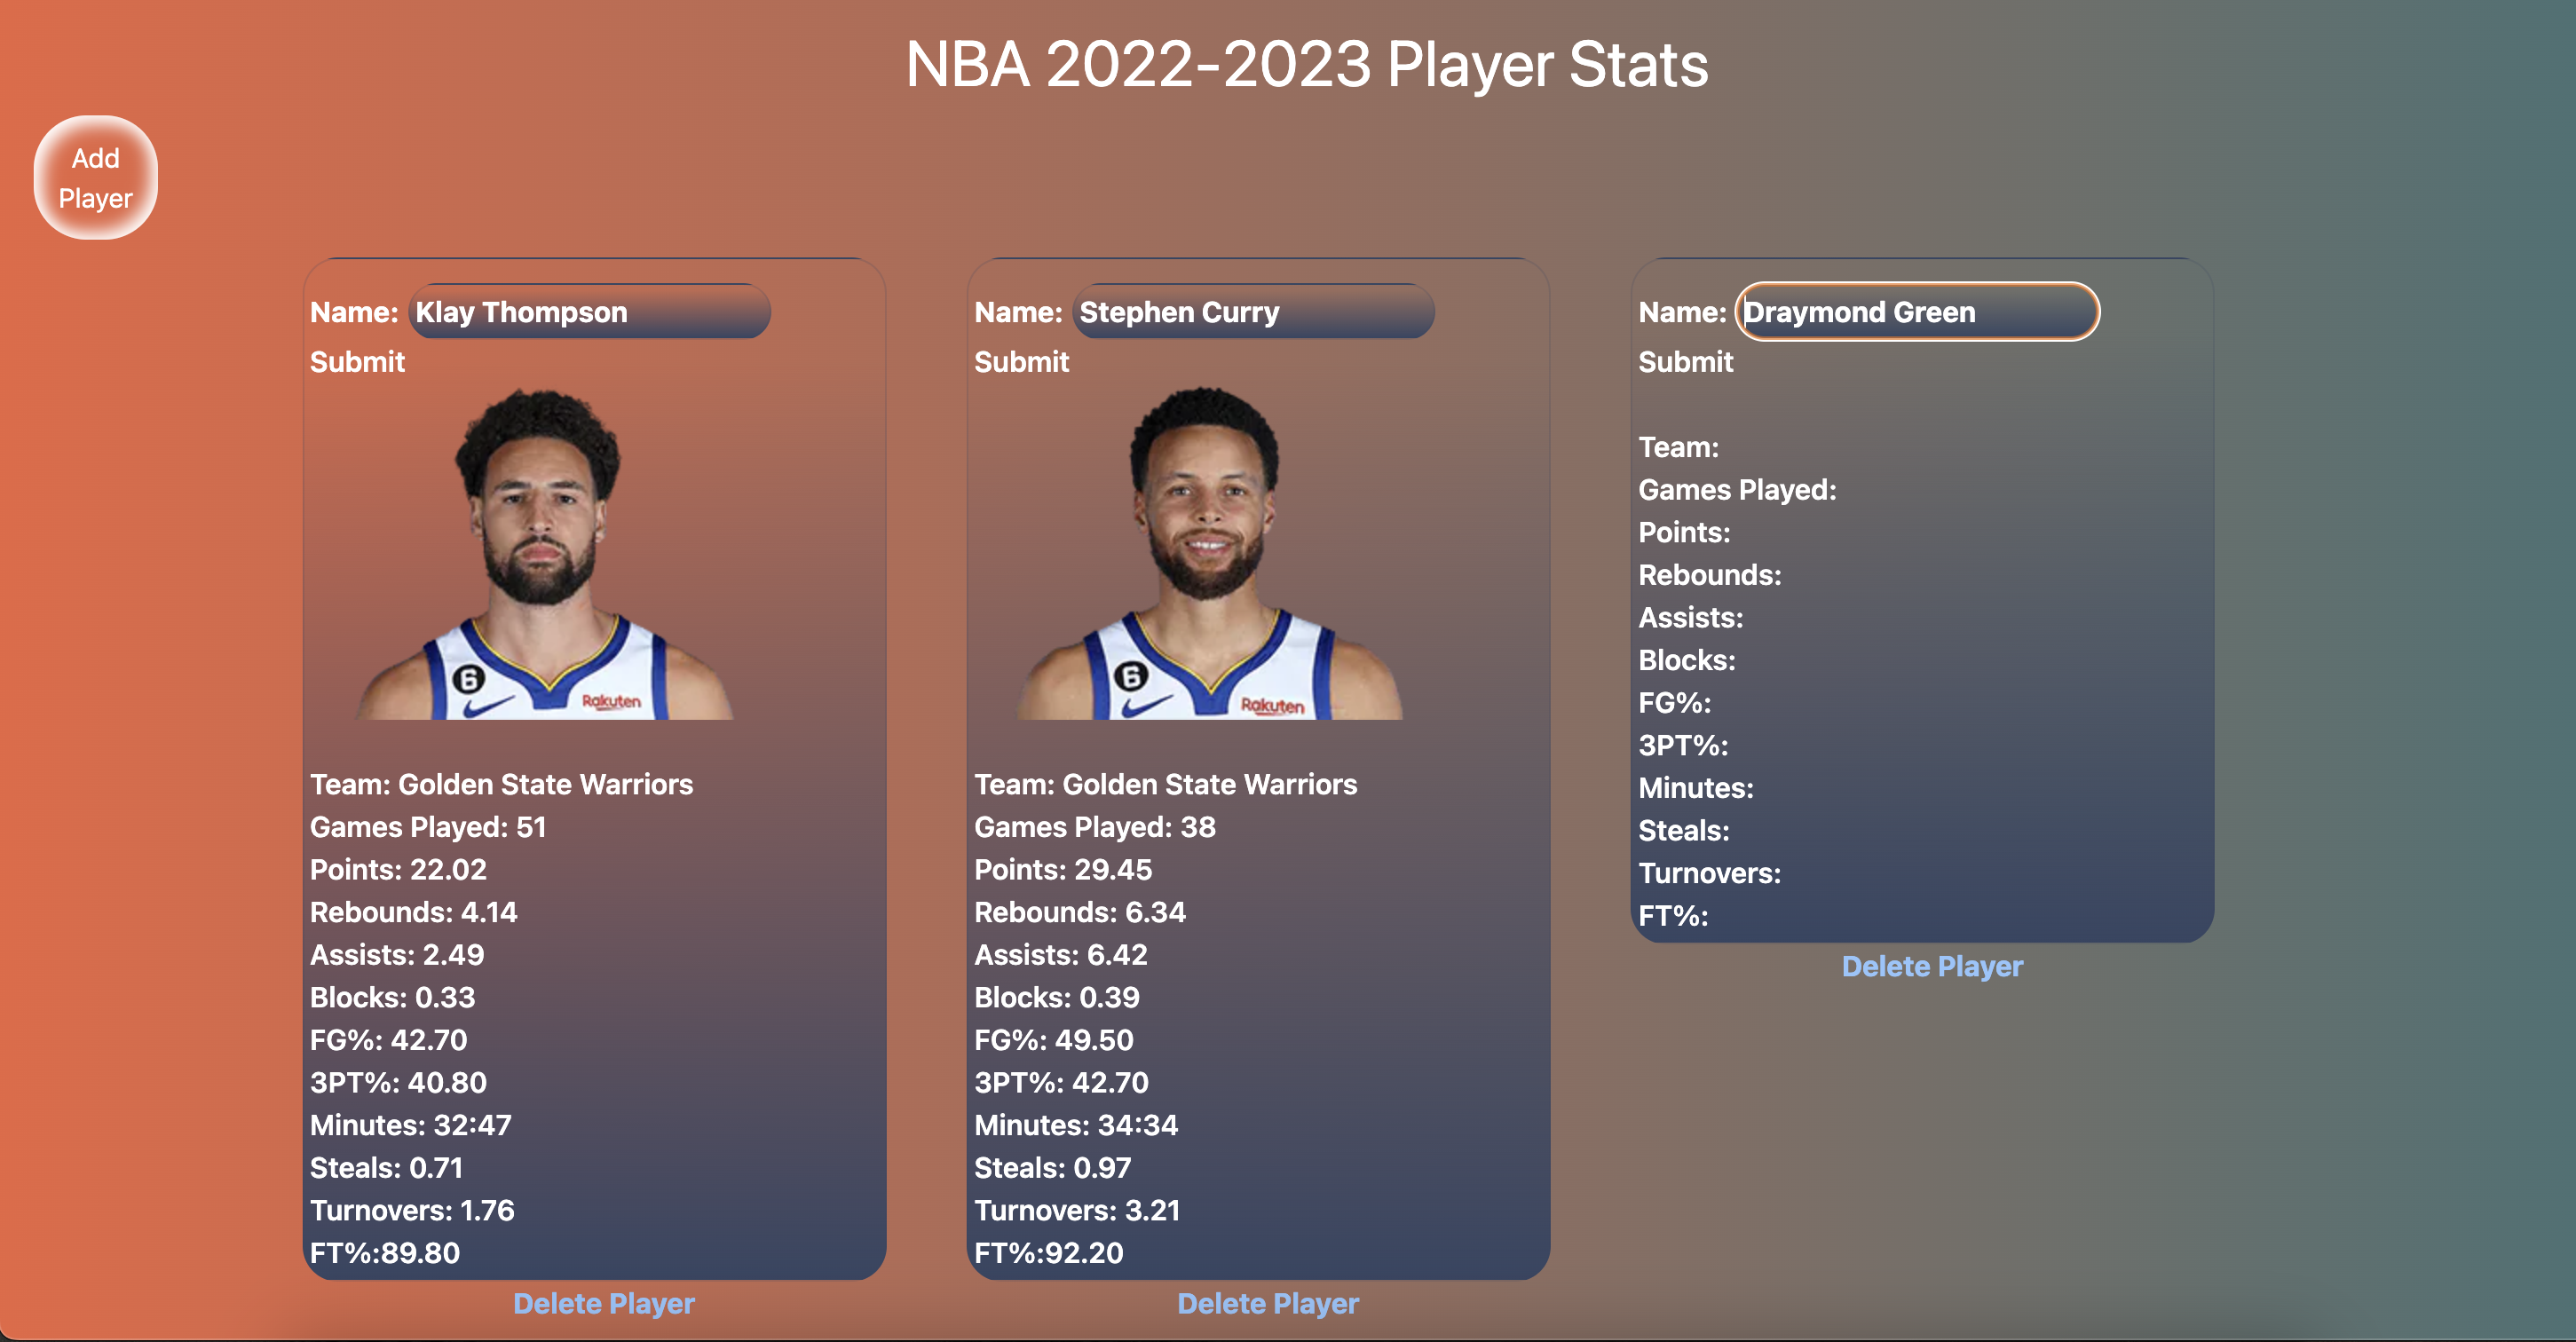 NBA 2022-2023 Player Stats
Add
Player
Name: Klay Thompson
Submit
6
Rakuten
Team: Golden State Warriors
Games Played: 51
Points: 22.02
Rebounds: 4.14
Assists: 2.49
Blocks: 0.33
FG%: 42.70
3PT%: 40.80
Minutes: 32:47
Steals: 0.71
Turnovers: 1.76
FT%:89.80
Delete Player
Name: Stephen Curry
Submit
6
Rakuten
Team: Golden State Warriors
Games Played: 38
Points: 29.45
Rebounds: 6.34
Assists: 6.42
Blocks: 0.39
FG%: 49.50
3PT%: 42.70
Minutes: 34:34
Steals: 0.97
Turnovers: 3.21
FT%:92.20
Delete Player
Name: Draymond Green
Submit
Team:
Games Played:
Points:
Rebounds:
Assists:
Blocks:
FG%:
3PT%:
Minutes:
Steals:
Turnovers:
FT%:
Delete Player